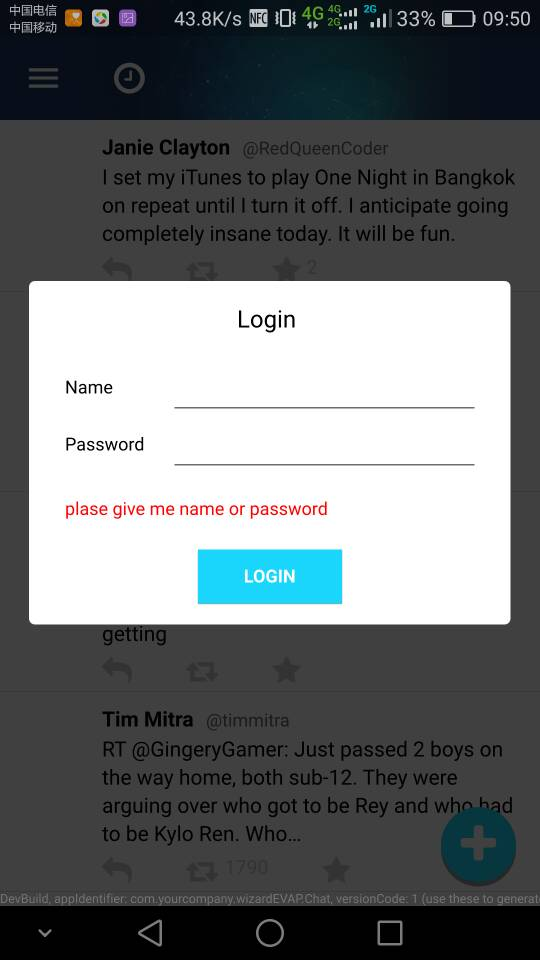 中国电信
中国移动
43.8K/s NFC 4G 4G 2G 2G 33% 09:50
Janie Clayton @RedQueenCoder
I set my iTunes to play One Night in Bangkok
on repeat until I turn it off. I anticipate going
completely insane today. It will be fun.
2
Login
Name
Password
plase give me name or password
LOGIN
getting
Tim Mitra @timmitra
RT @GingeryGamer: Just passed 2 boys on
the way home, both sub-12. They were
arguing over who got to be Rey and who had
to be Kylo Ren. Who…
1790
DevBuild, appIdentifier: com.yourcompany.wizardEVAP.Chat, versionCode: 1 (use these to generat